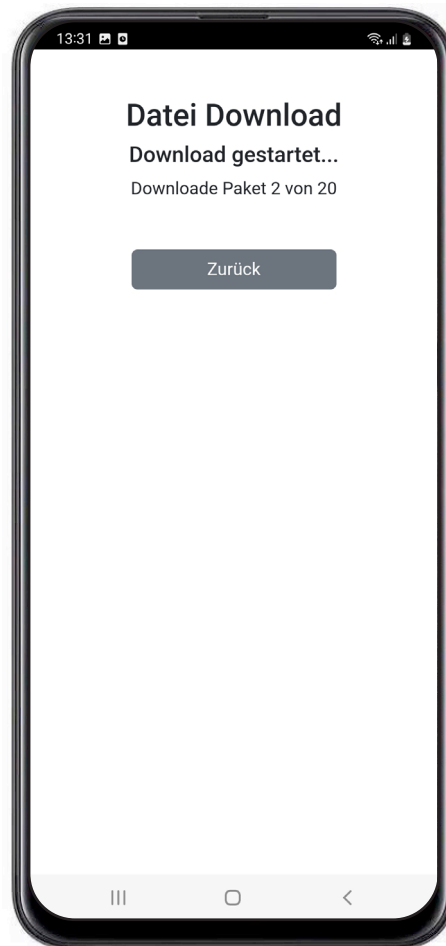 13:31
Datei Download
Download gestartet...
Downloade Paket 2 von 20
Zurück